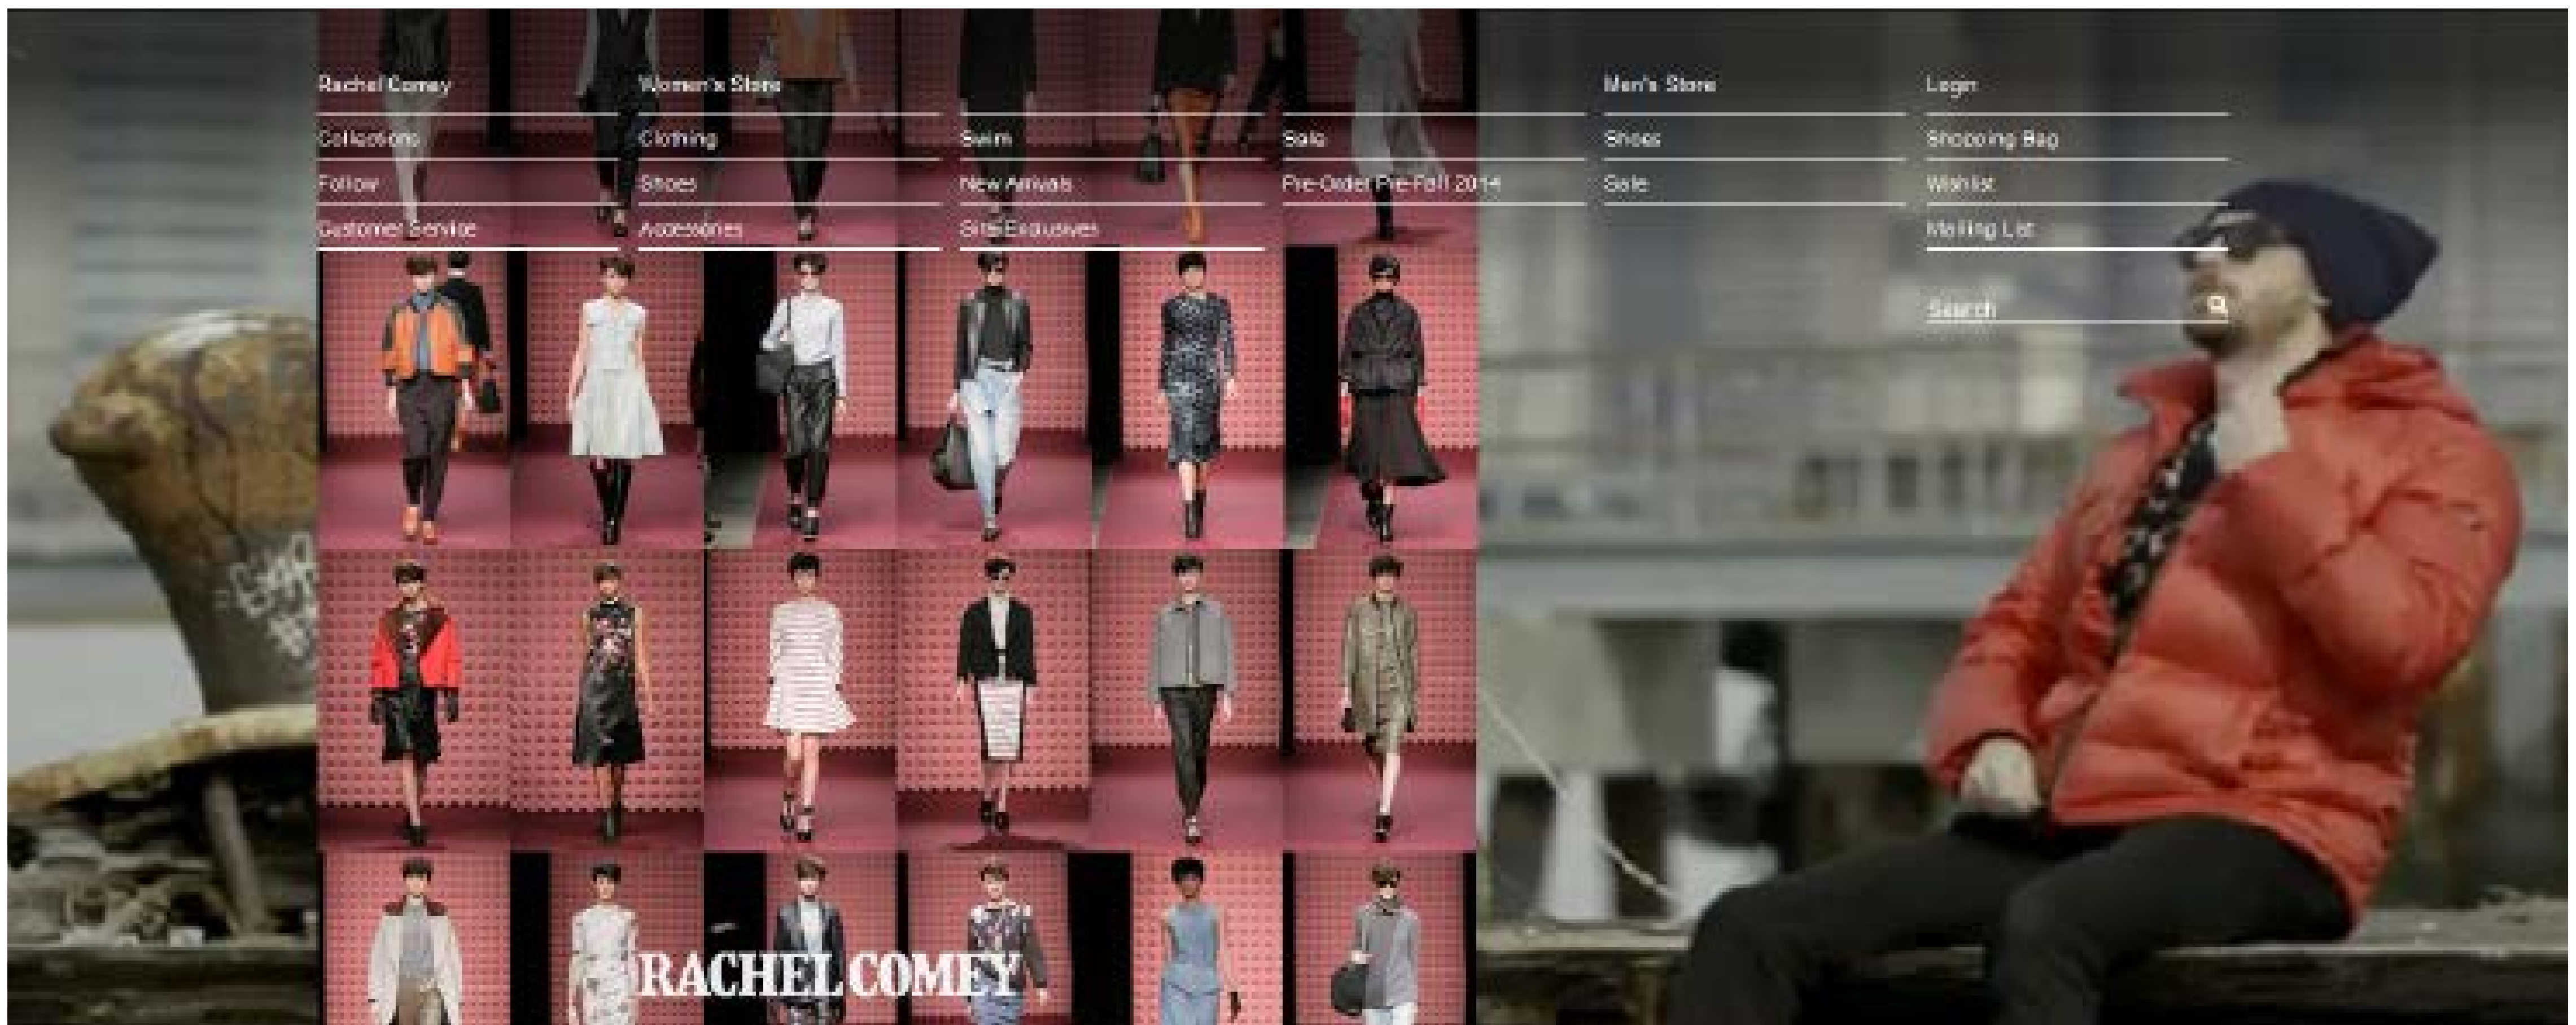 Rachel Comey Women's Store Men's Store Login
Collections Clothing Swim Sale Shoes Shopping Bag
Follow Shoes New Arrivals Pre-Order Pre-Fall 2014 Sale Wishlist
Customer Service Accessories Site Exclusives Mailing List
Search
RACHEL COMEY